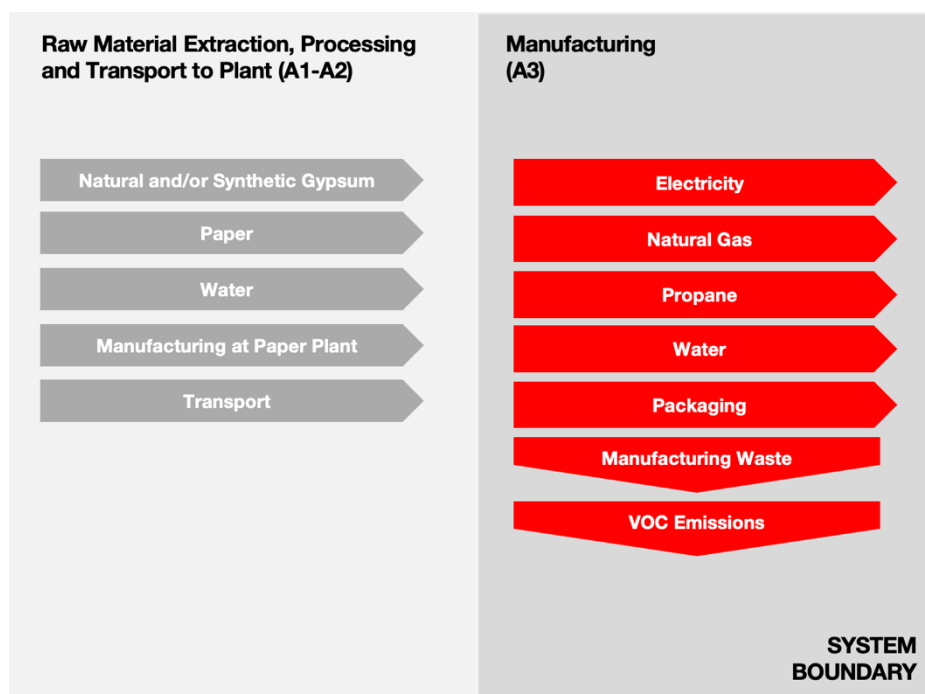 Raw Material Extraction, Processing
and Transport to Plant (A1-A2)
Natural and/or Synthetic Gypsum
Paper
Water
Manufacturing at Paper Plant
Transport
Manufacturing
(A3)
Electricity
Natural Gas
Propane
Water
Packaging
Manufacturing Waste
VOC Emissions
SYSTEM
BOUNDARY